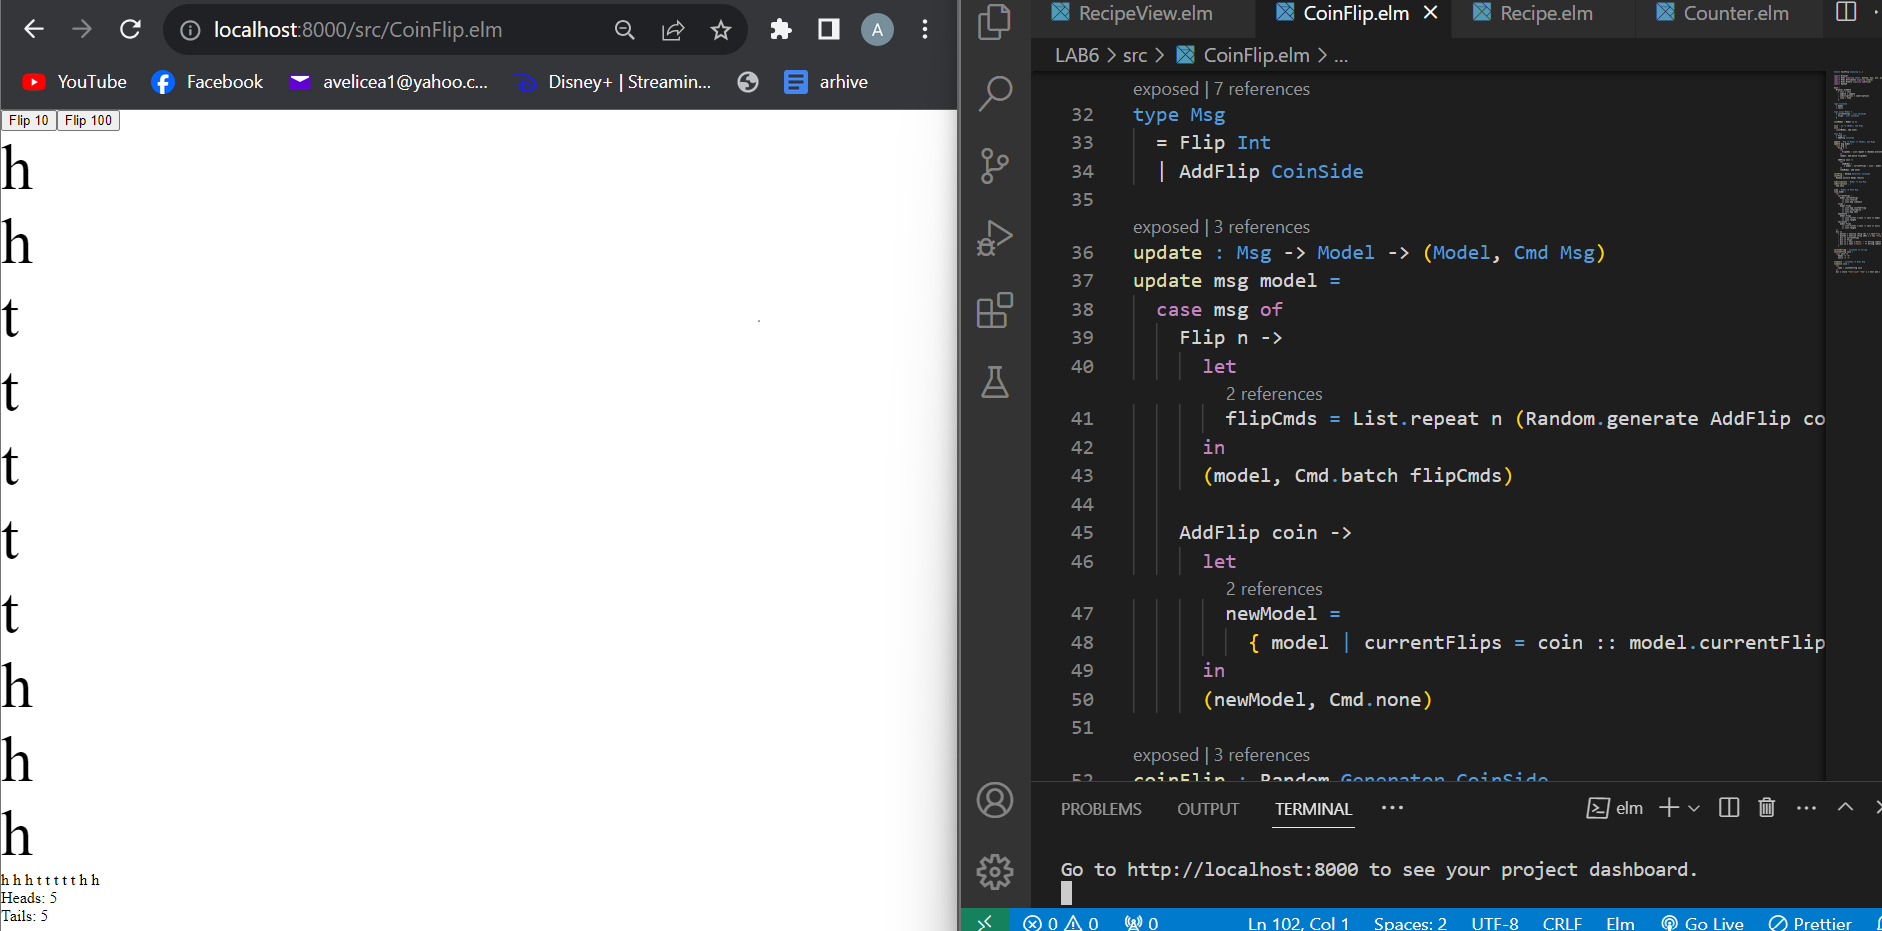 localhost:8000/src/CoinFlip.elm
A
YouTube
Facebook
avelicea1@yahoo.c...
Disney+ | Streamin...
arhive
Flip 10
Flip 100
h
h
t
t
t
t
t
h
h
h
h h h t t t t t h h
Heads: 5
Tails: 5
RecipeView.elm
CoinFlip.elm
Recipe.elm
Counter.elm
LAB6 > src > CoinFlip.elm > ...
exposed | 7 references
32 type Msg
33 = Flip Int
34 | AddFlip CoinSide
35
exposed | 3 references
36 update : Msg -> Model -> (Model, Cmd Msg)
37 update msg model =
38 case msg of
39 Flip n ->
40 let
2 references
41 flipCmds = List.repeat n (Random.generate AddFlip co
42 in
43 (model, Cmd.batch flipCmds)
44
45 AddFlip coin ->
46 let
2 references
47 newModel =
48 { model | currentFlips = coin :: model.currentFlip
49 in
50 (newModel, Cmd.none)
51
exposed | 3 references
52 coinFlip : Random.Generator CoinSide
PROBLEMS
OUTPUT
TERMINAL
elm
Go to http://localhost:8000 to see your project dashboard.
0 0 0
Ln 102, Col 1
Spaces: 2
UTF-8
CRLF
Elm
Go Live
Prettier